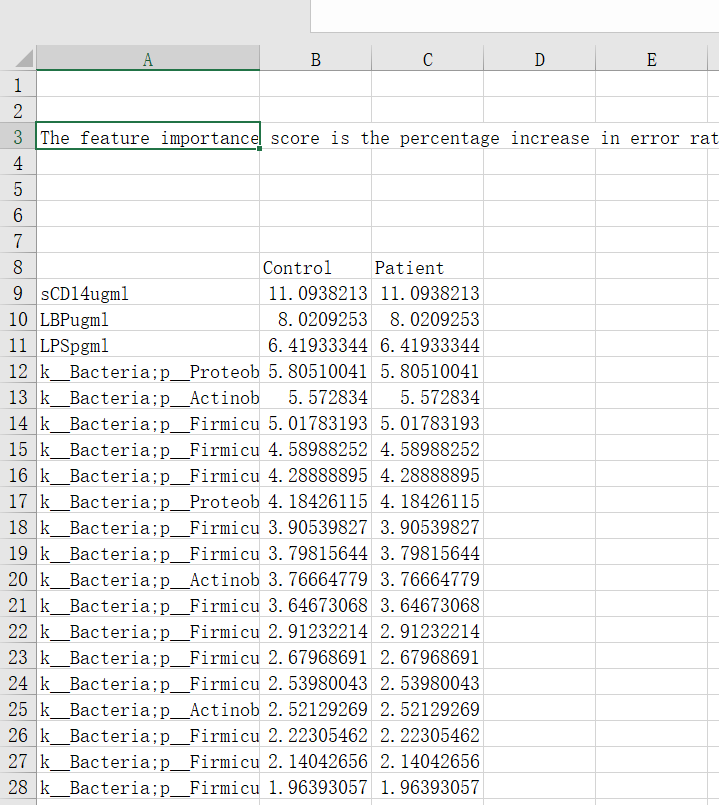 A B C D E
1
2
3 The feature importance score is the percentage increase in error rat
4
5
6
7
8 Control Patient
9 sCD14ugml 11.0938213 11.0938213
10 LBPugml 8.0209253 8.0209253
11 LPSpgml 6.41933344 6.41933344
12 k__Bacteria;p__Proteob 5.80510041 5.80510041
13 k__Bacteria;p__Actinob 5.572834 5.572834
14 k__Bacteria;p__Firmicu 5.01783193 5.01783193
15 k__Bacteria;p__Firmicu 4.58988252 4.58988252
16 k__Bacteria;p__Firmicu 4.28888895 4.28888895
17 k__Bacteria;p__Proteob 4.18426115 4.18426115
18 k__Bacteria;p__Firmicu 3.90539827 3.90539827
19 k__Bacteria;p__Firmicu 3.79815644 3.79815644
20 k__Bacteria;p__Actinob 3.76664779 3.76664779
21 k__Bacteria;p__Firmicu 3.64673068 3.64673068
22 k__Bacteria;p__Firmicu 2.91232214 2.91232214
23 k__Bacteria;p__Firmicu 2.67968691 2.67968691
24 k__Bacteria;p__Firmicu 2.53980043 2.53980043
25 k__Bacteria;p__Actinob 2.52129269 2.52129269
26 k__Bacteria;p__Firmicu 2.22305462 2.22305462
27 k__Bacteria;p__Firmicu 2.14042656 2.14042656
28 k__Bacteria;p__Firmicu 1.96393057 1.96393057